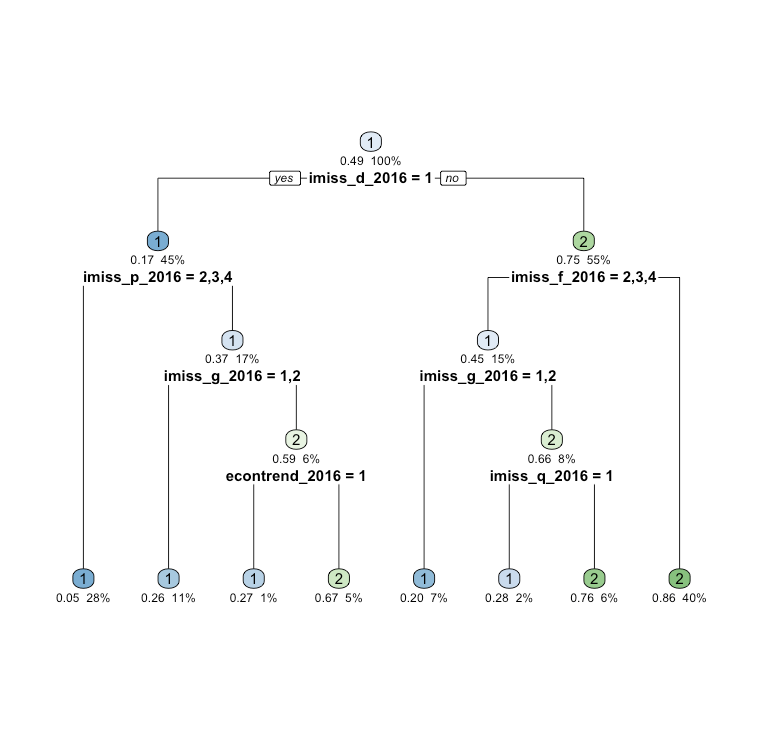 1
0.49 100%
yes imiss_d_2016 = 1 no
1 2
0.17 45% 0.75 55%
imiss_p_2016 = 2,3,4 imiss_f_2016 = 2,3,4
1 1
0.37 17% 0.45 15%
imiss_g_2016 = 1,2 imiss_g_2016 = 1,2
2 2
0.59 6% 0.66 8%
econtrend_2016 = 1 imiss_q_2016 = 1
1 1 1 2 1 1 2 2
0.05 28% 0.26 11% 0.27 1% 0.67 5% 0.20 7% 0.28 2% 0.76 6% 0.86 40%